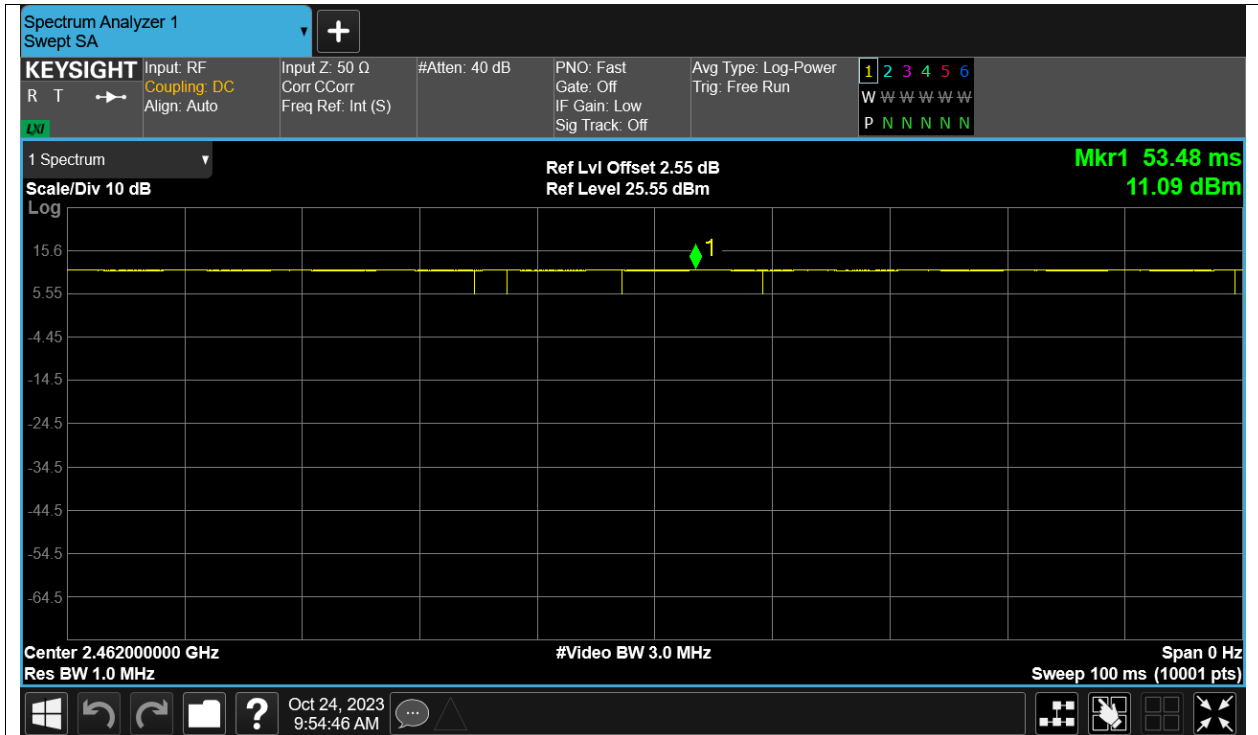 Spectrum Analyzer 1
Swept SA
KEYSIGHT
R T
LXI
Input: RF
Coupling: DC
Align: Auto
Input Z: 50 Ω
Corr CCorr
Freq Ref: Int (S)
#Atten: 40 dB
PNO: Fast
Gate: Off
IF Gain: Low
Sig Track: Off
Avg Type: Log-Power
Trig: Free Run
1 2 3 4 5 6
W W W W W W
P N N N N N
1 Spectrum
Scale/Div 10 dB
Log
Ref Lvl Offset 2.55 dB
Ref Level 25.55 dBm
Mkr1 53.48 ms
11.09 dBm
1
15.6
5.55
-4.45
-14.5
-24.5
-34.5
-44.5
-54.5
-64.5
Center 2.462000000 GHz
Res BW 1.0 MHz
#Video BW 3.0 MHz
Span 0 Hz
Sweep 100 ms (10001 pts)
?
Oct 24, 2023
9:54:46 AM